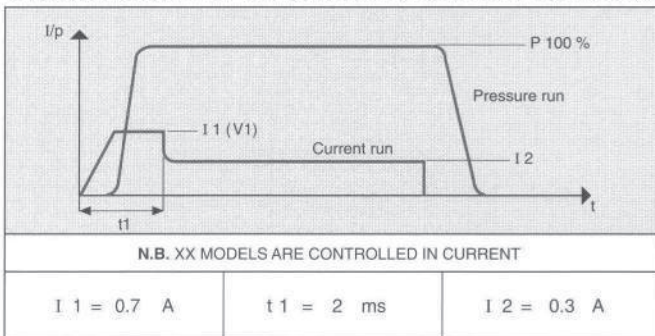 I/p
P 100 %
Pressure run
I 1 (V1)
Current run
I 2
t
t1
N.B. XX MODELS ARE CONTROLLED IN CURRENT
I 1 = 0.7 A
t 1 = 2 ms
I 2 = 0.3 A